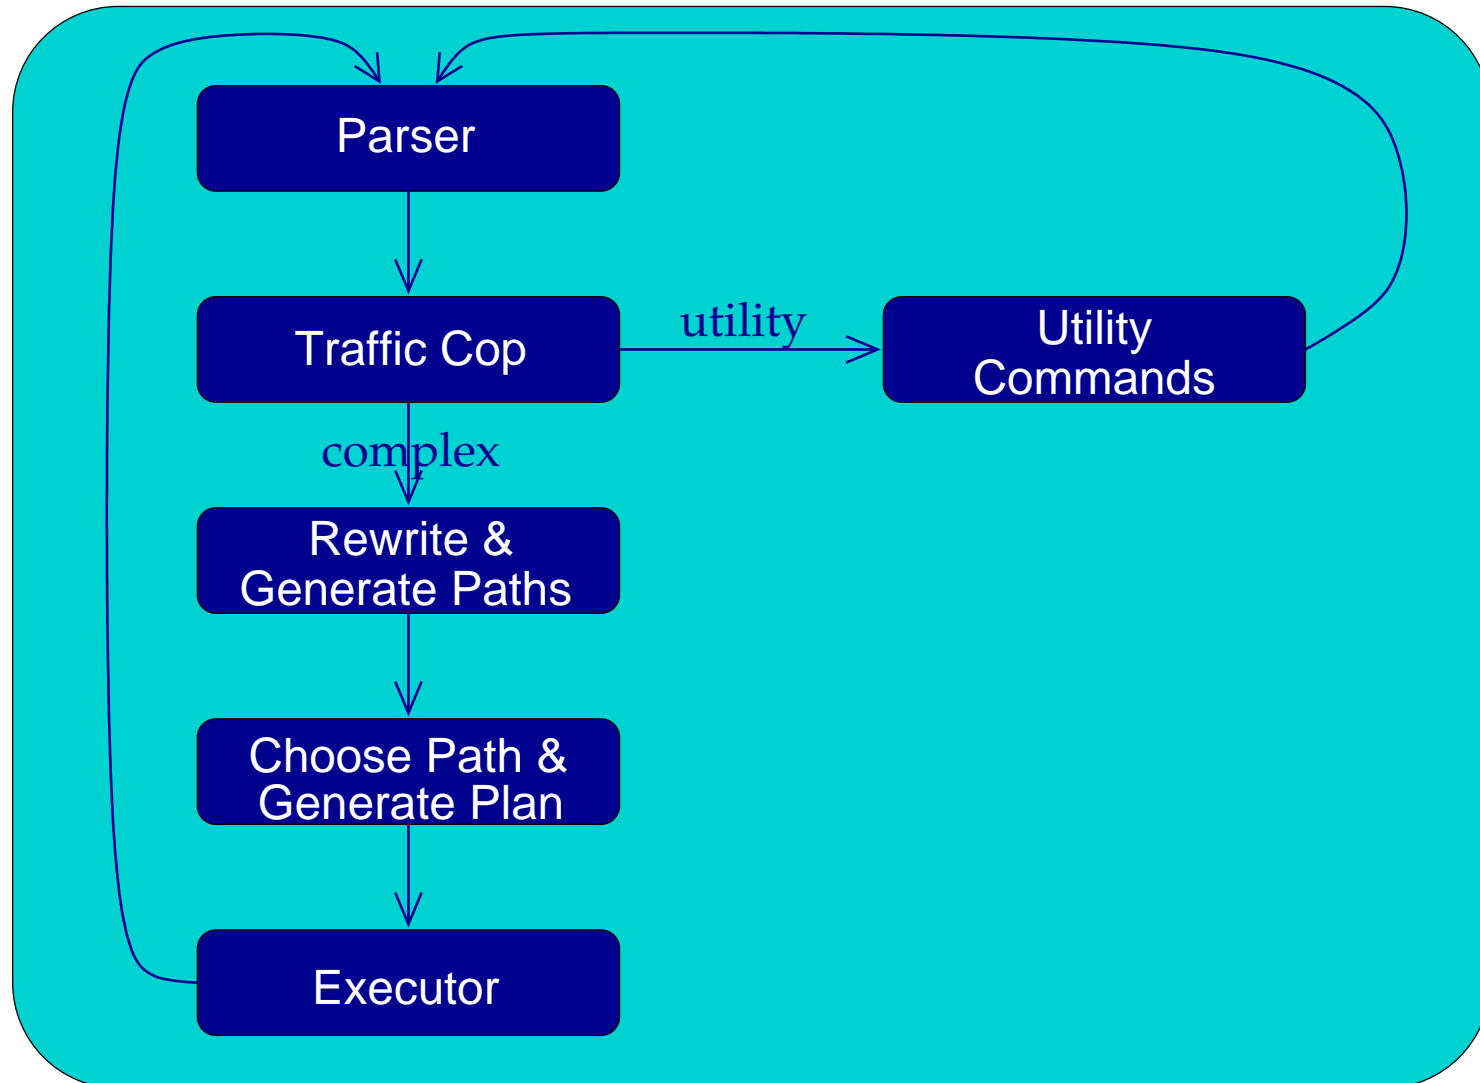 Parser
Traffic Cop
utility
Utility
Commands
complex
Rewrite &
Generate Paths
Choose Path &
Generate Plan
Executor